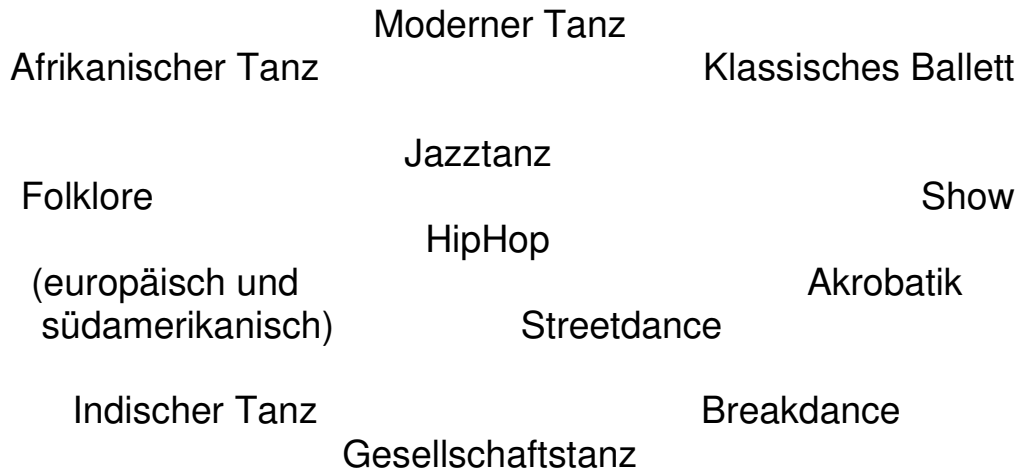 Moderner Tanz
Afrikanischer Tanz Klassisches Ballett
Jazztanz
Folklore Show
HipHop
(europäisch und Akrobatik
südamerikanisch) Streetdance
Indischer Tanz Breakdance
Gesellschaftstanz